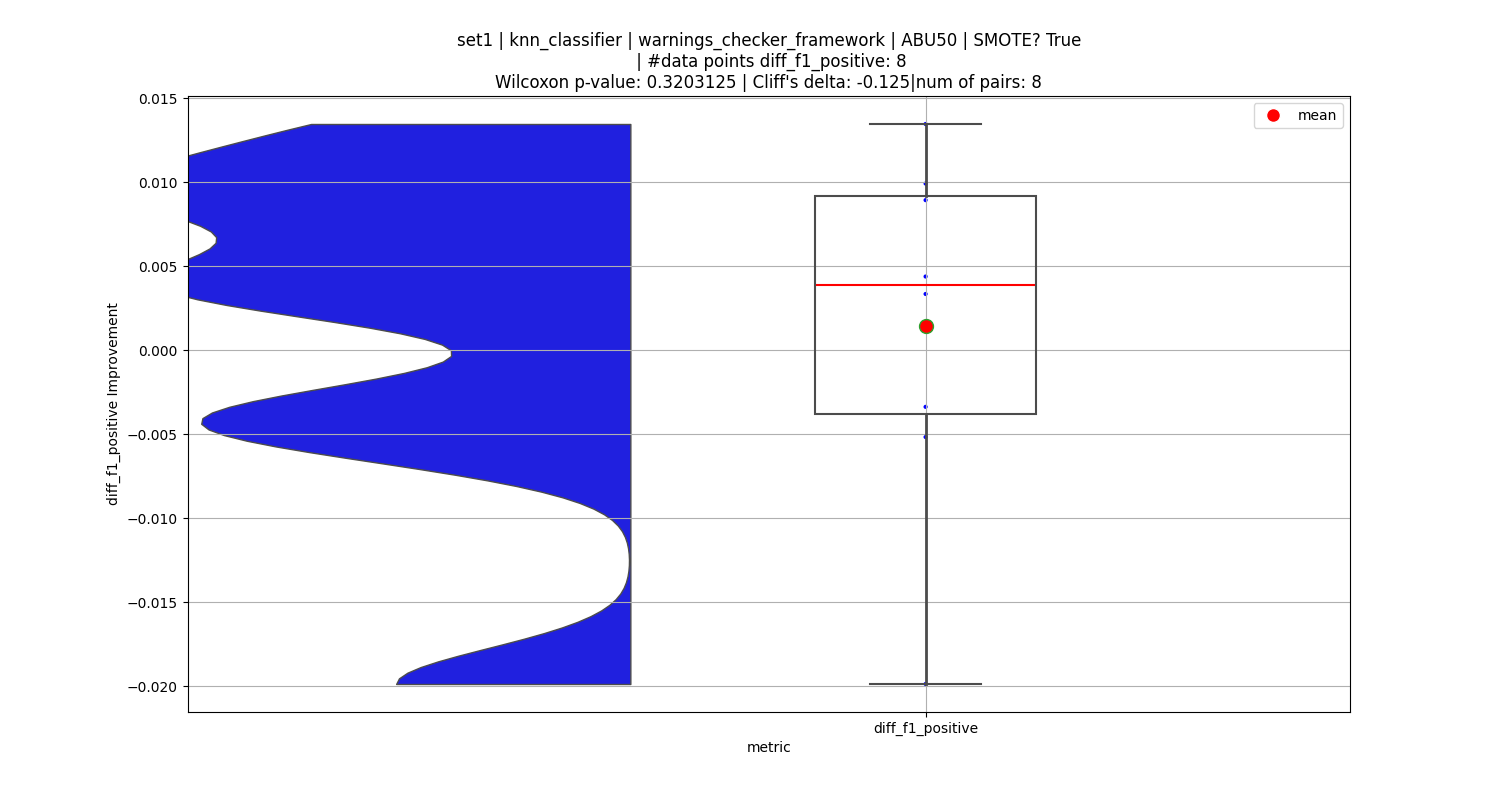 set1 | knn_classifier | warnings_checker_framework | ABU50 | SMOTE? True
| #data points diff_f1_positive: 8
Wilcoxon p-value: 0.3203125 | Cliff's delta: -0.125|num of pairs: 8
mean
0.015
0.010
0.005
0.000
−0.005
−0.010
−0.015
−0.020
diff_f1_positive Improvement
diff_f1_positive
metric